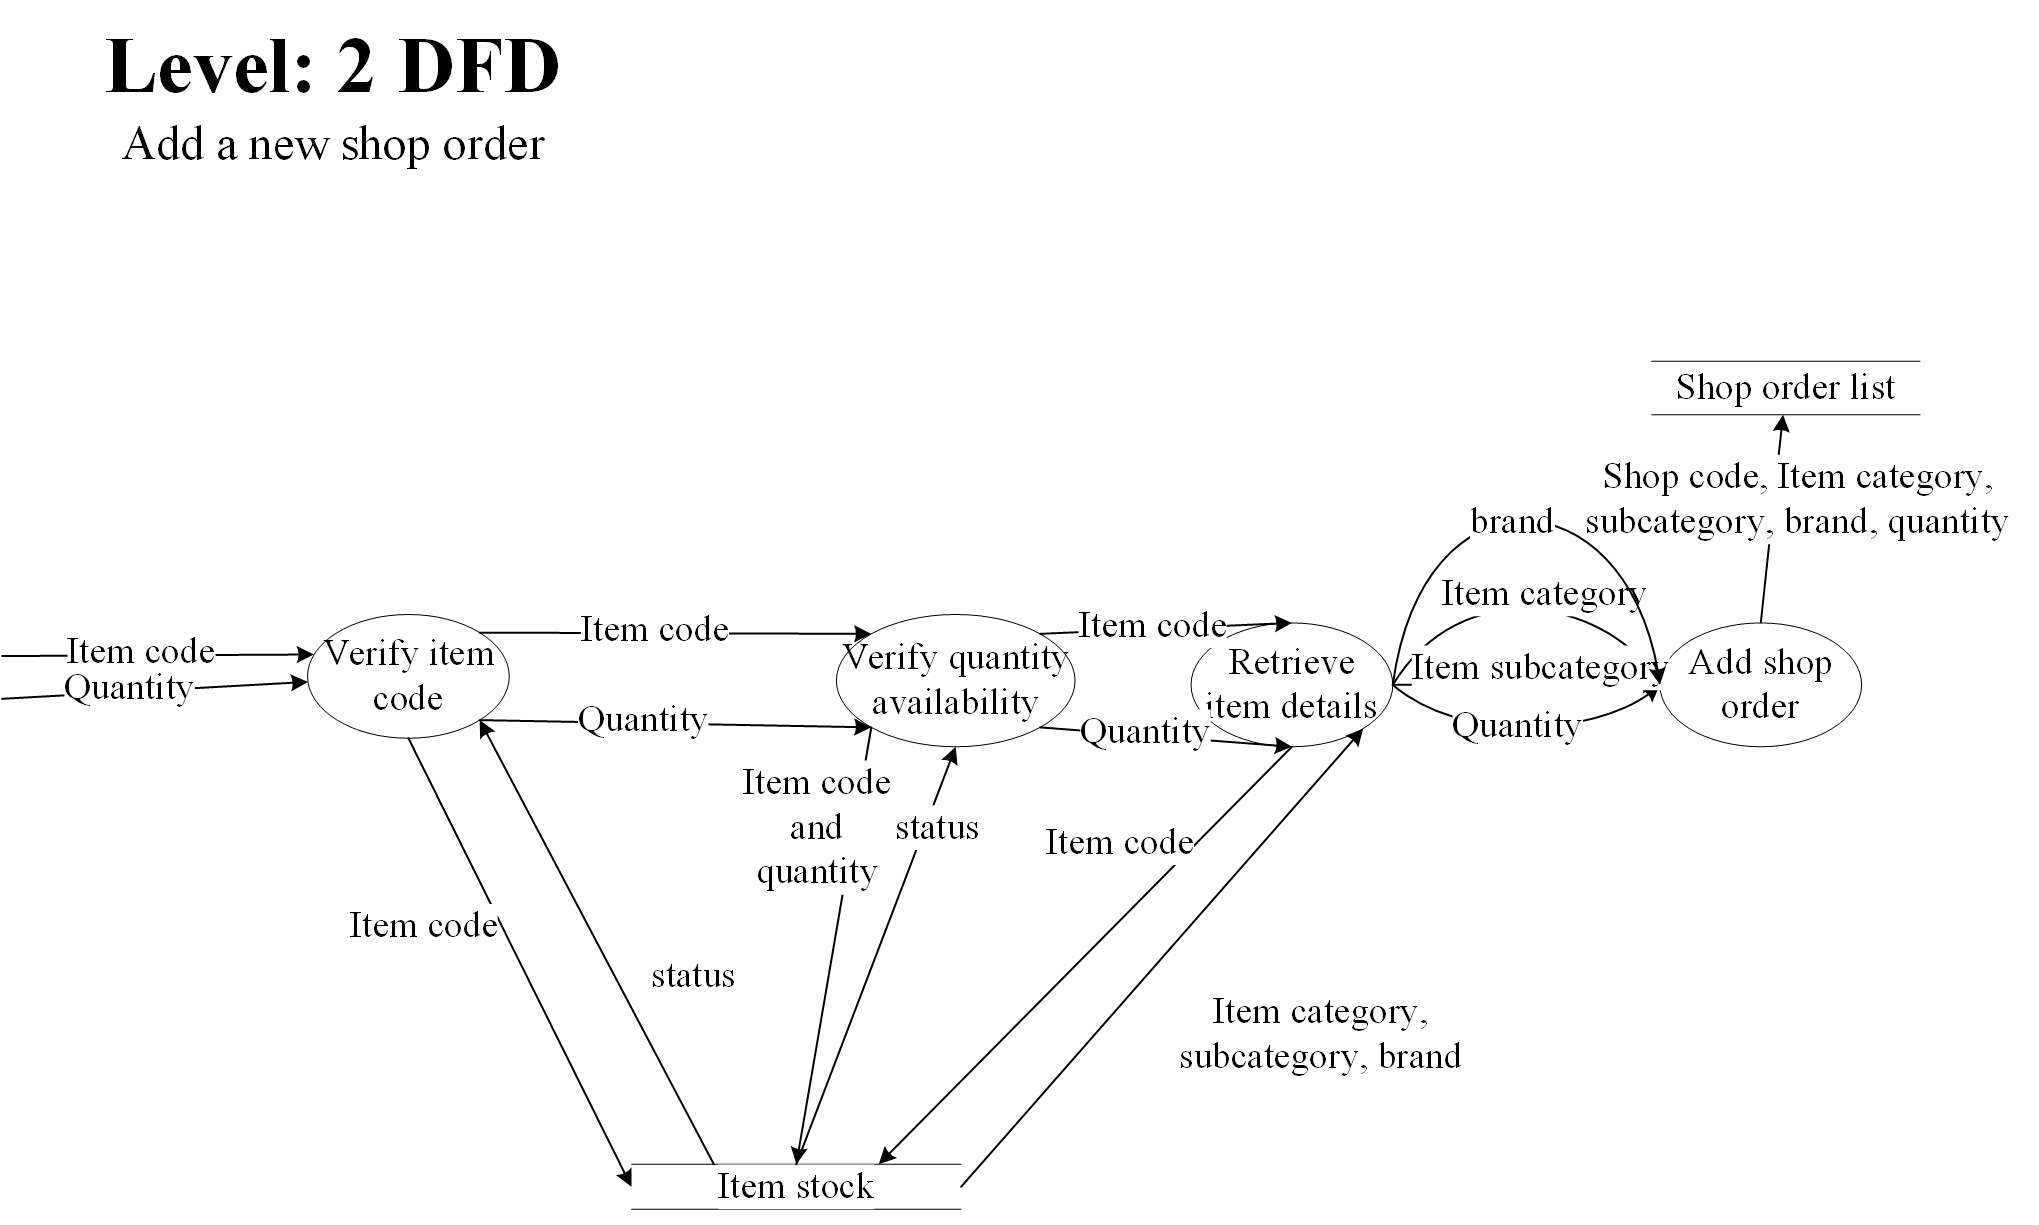 Level: 2 DFD
Add a new shop order
Shop order list
Shop code, Item category,
subcategory, brand, quantity
brand
Item category
Item code
Quantity
Verify item
code
Item code
Quantity
Verify quantity
availability
Item code
Quantity
Retrieve
item details
Item subcategory
Quantity
Add shop
order
Item code
and
quantity
status
Item code
Item code
status
Item category,
subcategory, brand
Item stock